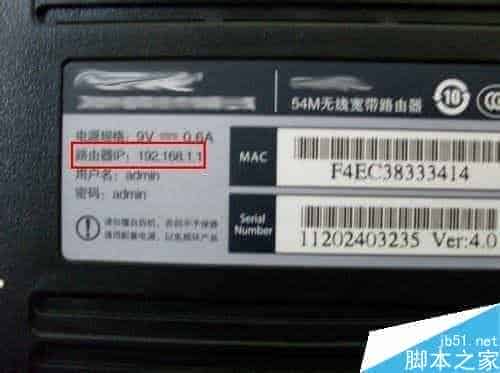 54M无线宽带路由器
10
电源规格：9V 0.6A
路由器IP：192.168.1.1
用户名：admin
密码：admin
MAC
F4EC38333414
Serial Number
11202403235 Ver:4.0
jb51.net
脚本之家